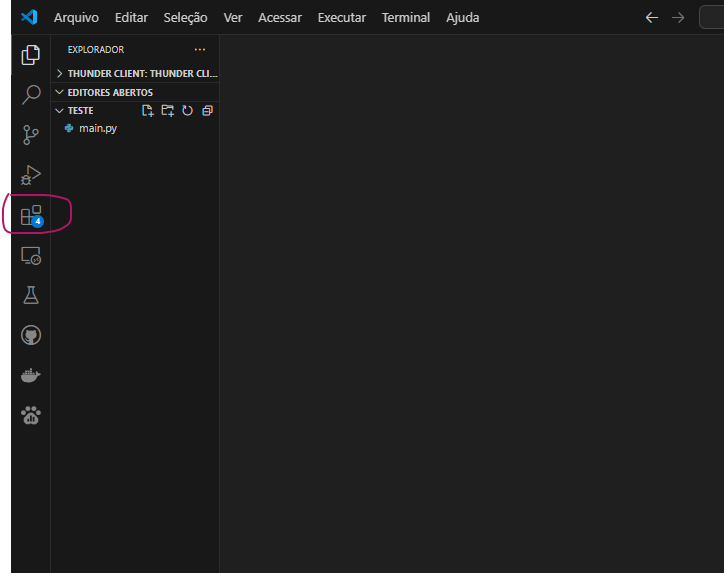 Arquivo Editar Seleção Ver Acessar Executar Terminal Ajuda
EXPLORADOR
THUNDER CLIENT: THUNDER CLI...
EDITORES ABERTOS
TESTE
main.py
4